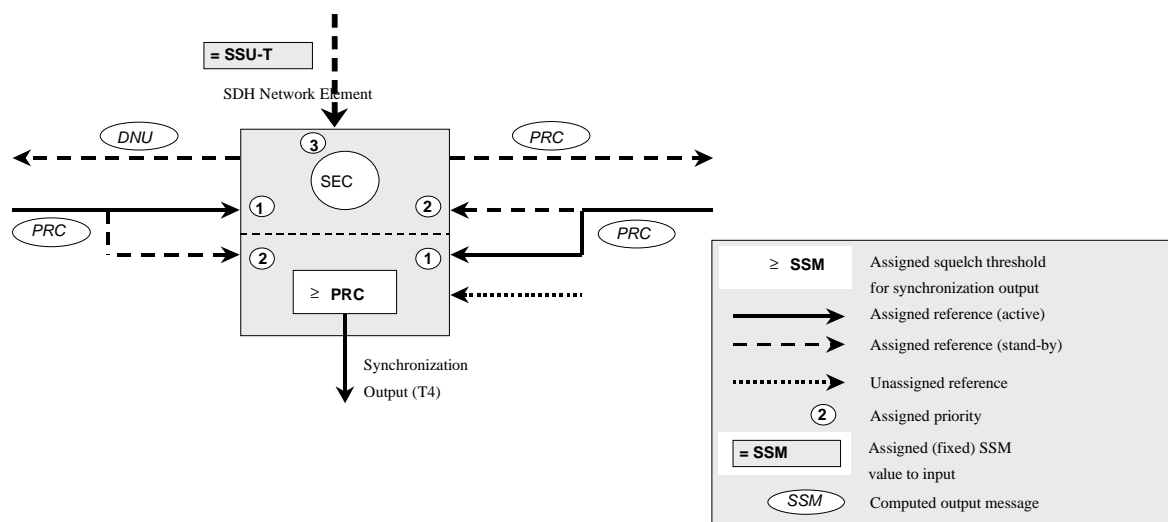 = SSU-T
SDH Network Element
DNU
PRC
3
SEC
1
2
PRC
PRC
2
1
≥ PRC
Synchronization
Output (T4)
≥ SSM
Assigned squelch threshold
for synchronization output
Assigned reference (active)
Assigned reference (stand-by)
Unassigned reference
2
Assigned priority
= SSM
Assigned (fixed) SSM
value to input
SSM
Computed output message